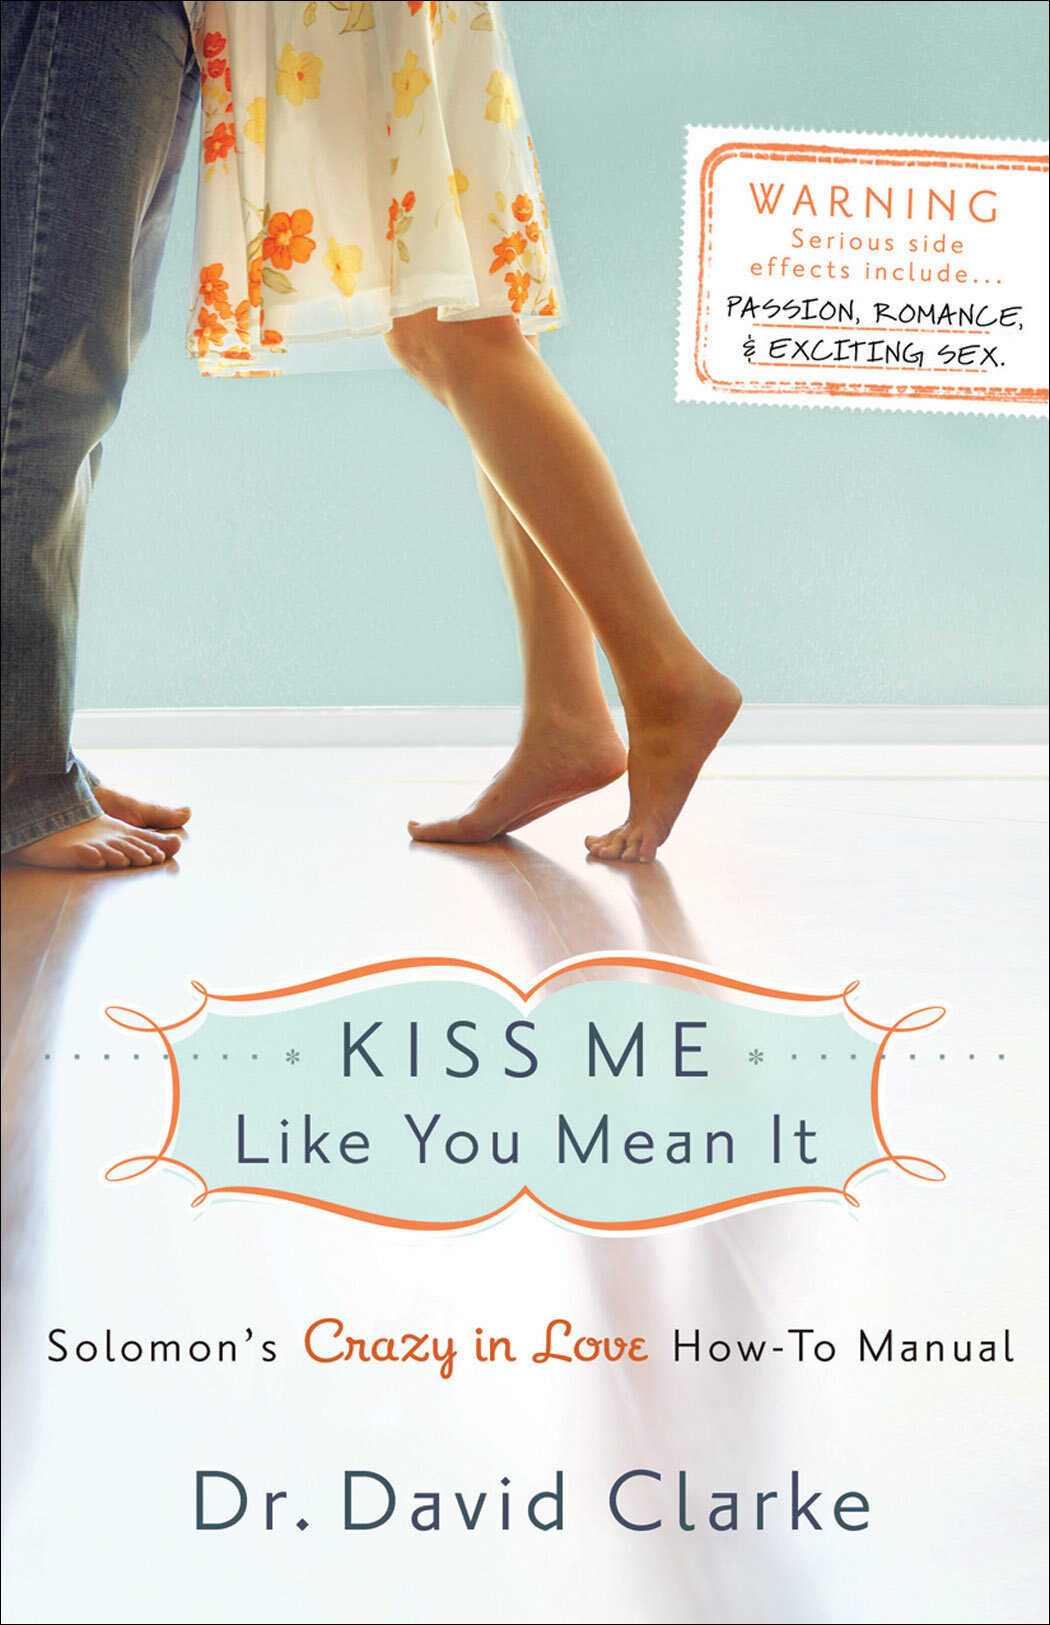 WARNING
Serious side
effects include...
PASSION, ROMANCE,
& EXCITING SEX.
KISS ME
Like You Mean It
Solomon's Crazy in Love How-To Manual
Dr. David Clarke